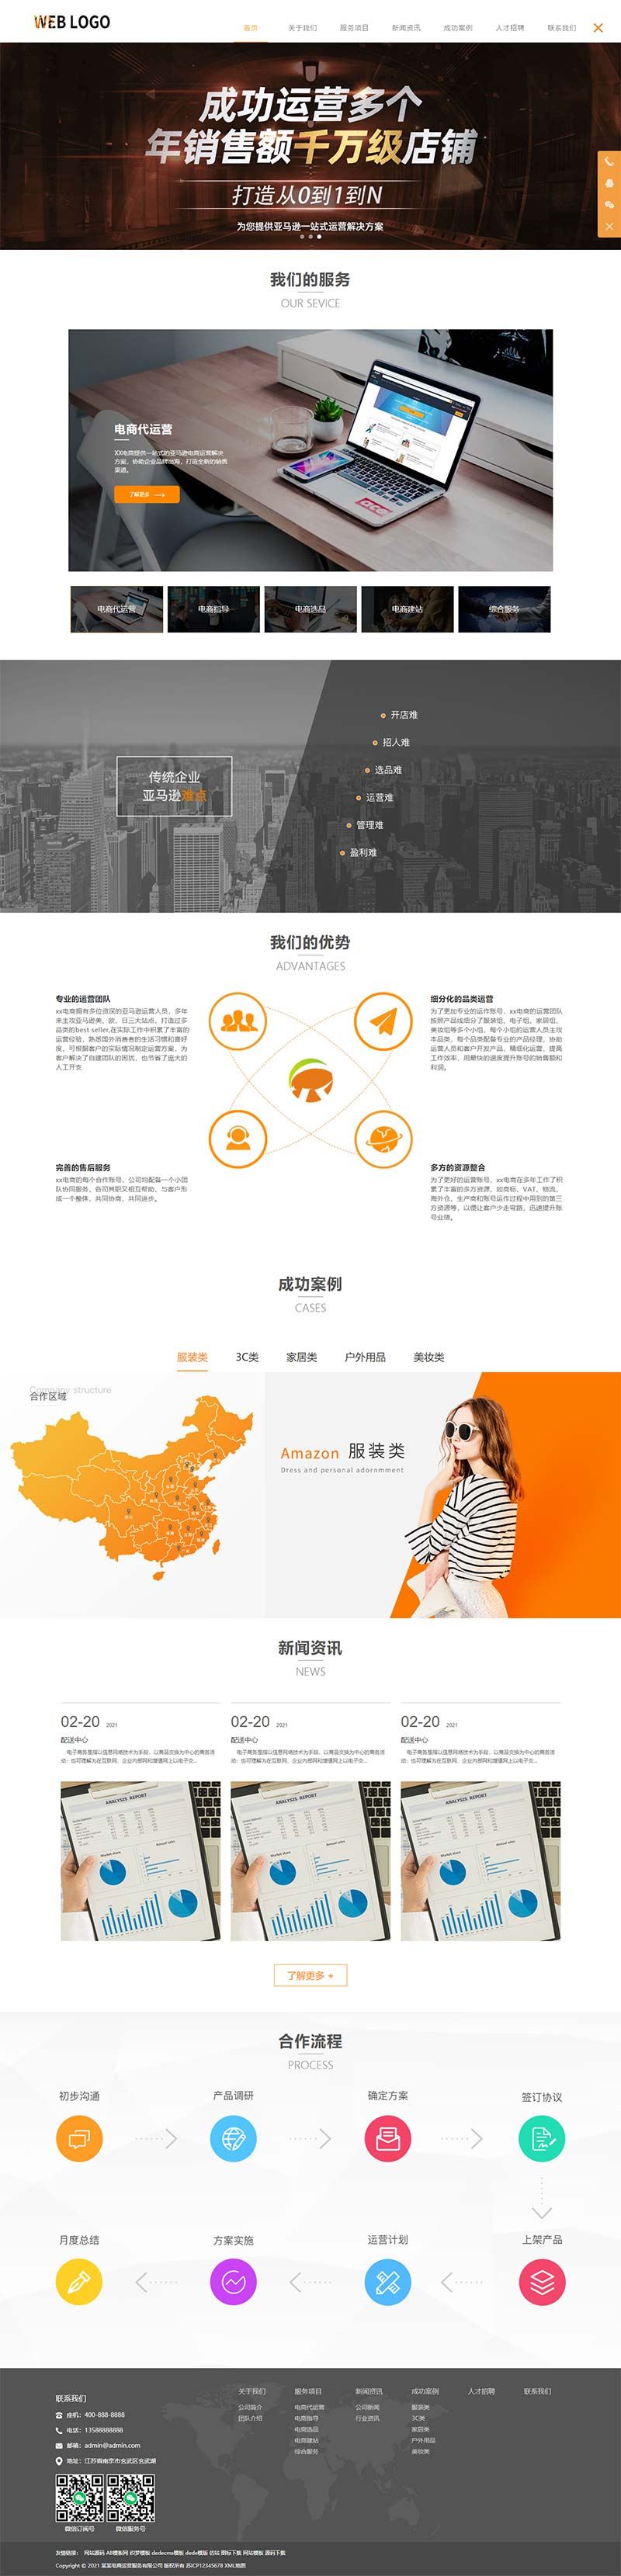 WEB LOGO
首页 关于我们 服务项目 新闻资讯 成功案例 人才招聘 联系我们
成功运营多个
年销售额千万级店铺
打造从0到1到N
为您提供亚马逊一站式运营解决方案
我们的服务
OUR SEVICE
电商代运营
XX电商提供一站式的亚马逊电商运营解决
方案，协助企业品牌出海，打造全新的销售
渠道。
了解更多
电商代运营 电商指导 电商选品 电商建站 综合服务
传统企业
亚马逊难点
开店难
招人难
选品难
运营难
管理难
盈利难
我们的优势
ADVANTAGES
专业的运营团队
xx电商拥有多位资深的亚马逊运营人员，多年
来主攻亚马逊美、欧、日三大站点，打造过多
品类的best seller,在实际工作中积累了丰富的
运营经验，熟悉国外消费者的生活习惯和喜好
度，可根据客户的实际情况制定运营方案，为
客户解决了自建团队的困扰，也节省了庞大的
人工开支
细分化的品类运营
为了更加专业的运作账号，xx电商的运营团队
按照产品线细分了服装组、电子组、家居组、
美妆组等多个小组，每个小组的运营人员主攻
本品类，每个品类配备专业的产品经理，协助
运营人员和客户开发产品，精细化运营，提高
工作效率，用最快的速度提升账号的销售额和
利润。
完善的售后服务
xx电商的每个合作账号，公司均配备一个小团
队协同服务，各司其职又相互帮助，与客户形
成一个整体，共同协商，共同进步。
多方的资源整合
为了更好的运营账号，xx电商在多年工作了积
累了丰富的多方资源，如商标、VAT、物流、
海外仓、生产商和账号运作过程中用到的第三
方资源等，以便让客户少走弯路，迅速提升账
号业绩。
成功案例
CASES
服装类 3C类 家居类 户外用品 美妆类
Company structure
合作区域
Amazon 服装类
Dress and personal adornmment
新闻资讯
NEWS
02-20 2021
配送中心
电子商务是指以信息网络技术为手段，以商品交换为中心的商务活
动；也可理解为在互联网、企业内部网和增值网上以电子交...
ANALYSIS REPORT
Market share
Annual sales
02-20 2021
配送中心
电子商务是指以信息网络技术为手段，以商品交换为中心的商务活
动；也可理解为在互联网、企业内部网和增值网上以电子交...
ANALYSIS REPORT
Market share
Annual sales
02-20 2021
配送中心
电子商务是指以信息网络技术为手段，以商品交换为中心的商务活
动；也可理解为在互联网、企业内部网和增值网上以电子交...
ANALYSIS REPORT
Market share
Annual sales
了解更多 +
合作流程
PROCESS
初步沟通 产品调研 确定方案 签订协议
月度总结 方案实施 运营计划 上架产品
联系我们
座机：400-888-8888
电话：13588888888
邮箱：admin@admin.com
地址：江苏省南京市玄武区玄武湖
微信订阅号 微信服务号
关于我们
公司简介
团队介绍
服务项目
电商代运营
电商指导
电商选品
电商建站
综合服务
新闻资讯
公司新闻
行业资讯
成功案例
服装类
3C类
家居类
户外用品
美妆类
人才招聘
联系我们
友情链接： 网站源码 AB模板网 织梦模板 dedecms模板 dede模版 仿站 图标下载 网站模板 源码下载
Copyright © 2021 某某电商运营服务有限公司 版权所有 苏ICP12345678 XML地图